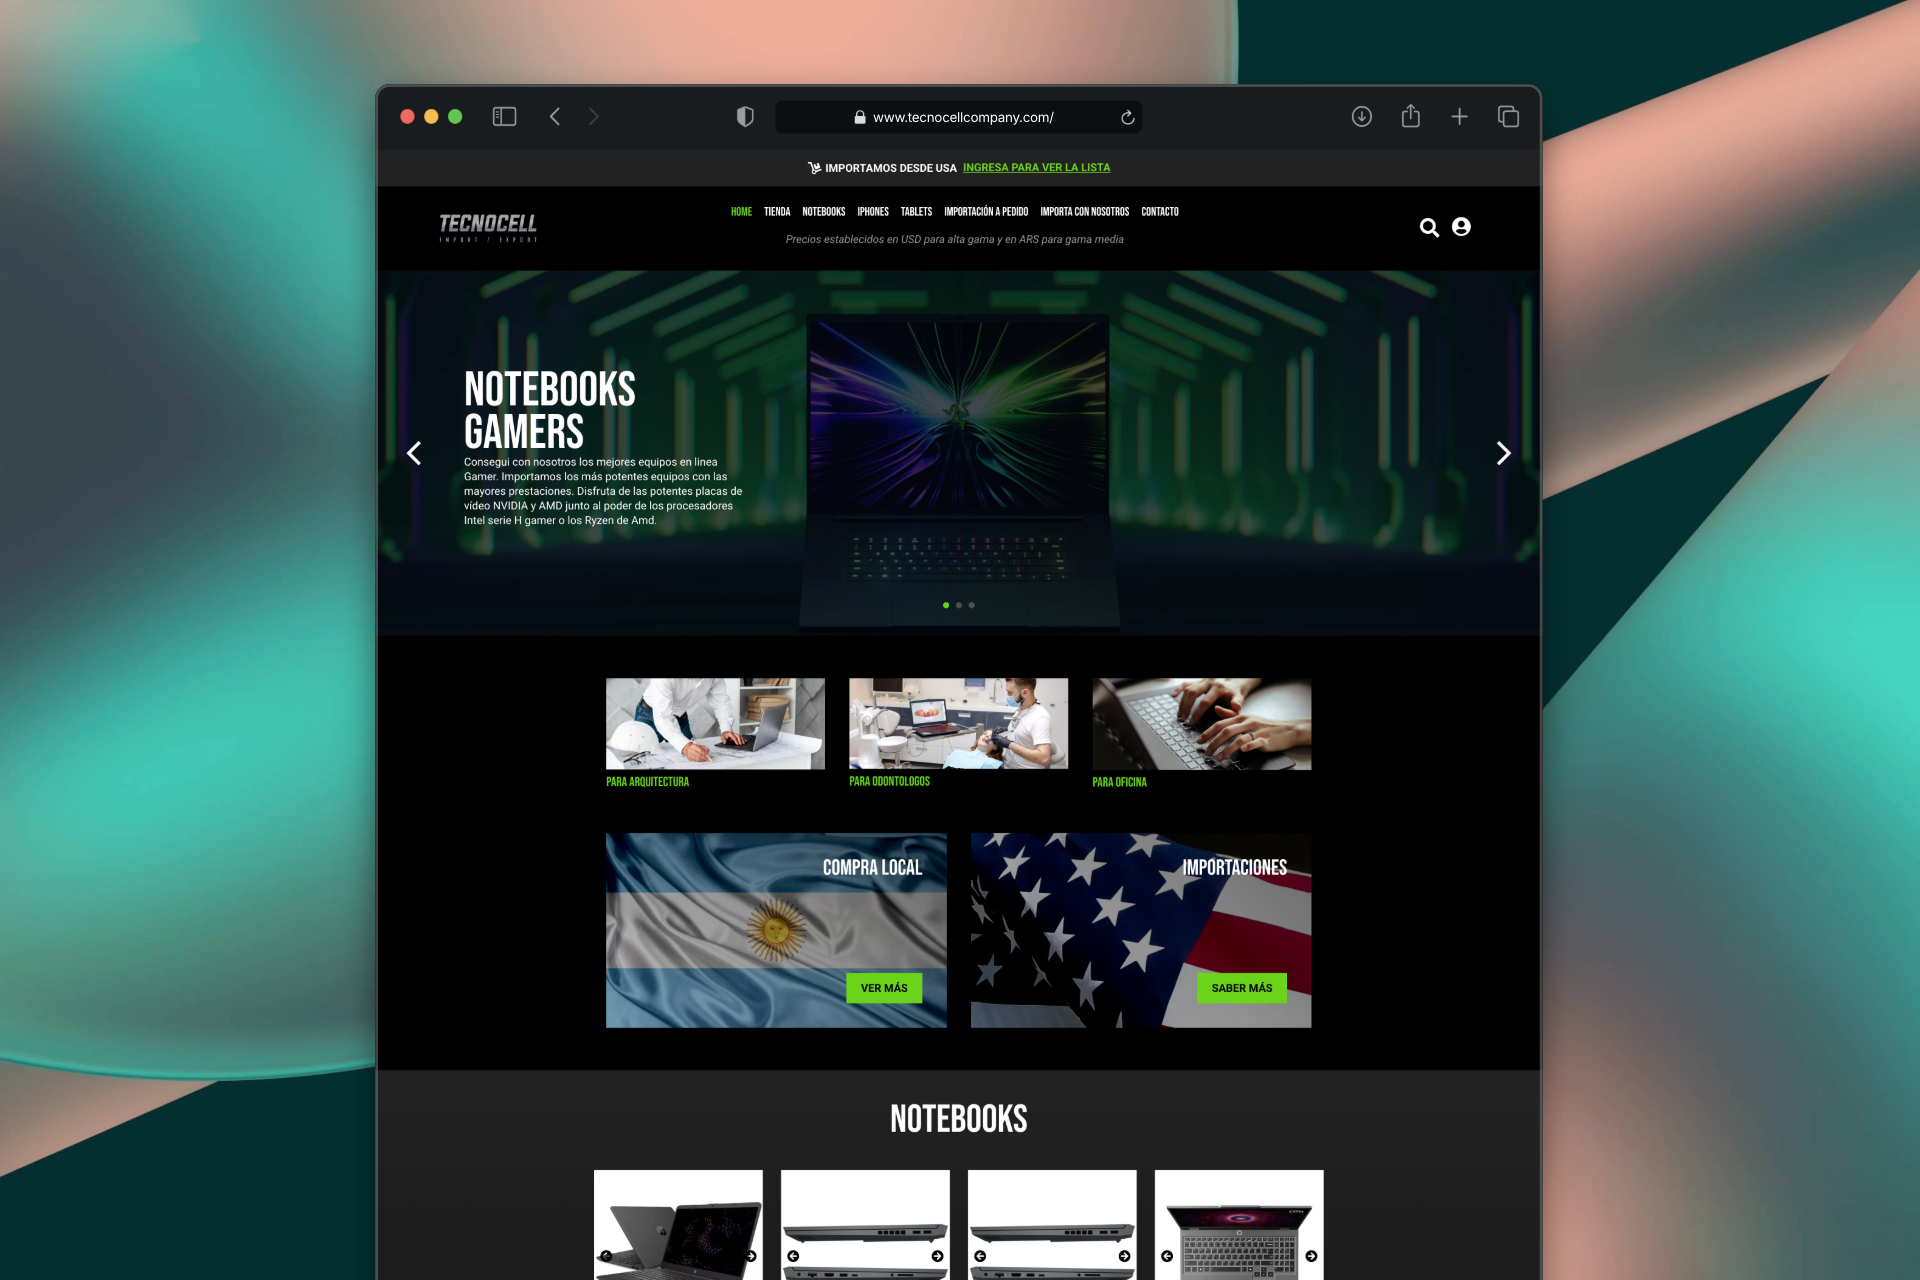 www.tecnocellcompany.com/
IMPORTAMOS DESDE USA INGRESA PARA VER LA LISTA
TECNOCELL
IMPORT / EXPORT
HOME TIENDA NOTEBOOKS IPHONES TABLETS IMPORTACIÓN A PEDIDO IMPORTA CON NOSOTROS CONTACTO
Precios establecidos en USD para alta gama y en ARS para gama media
NOTEBOOKS
GAMERS
Consegui con nosotros los mejores equipos en linea
Gamer. Importamos los más potentes equipos con las
mayores prestaciones. Disfruta de las potentes placas de
vídeo NVIDIA y AMD junto al poder de los procesadores
Intel serie H gamer o los Ryzen de Amd.
PARA ARQUITECTURA
PARA ODONTOLOGOS
PARA OFICINA
COMPRA LOCAL
VER MÁS
IMPORTACIONES
SABER MÁS
NOTEBOOKS